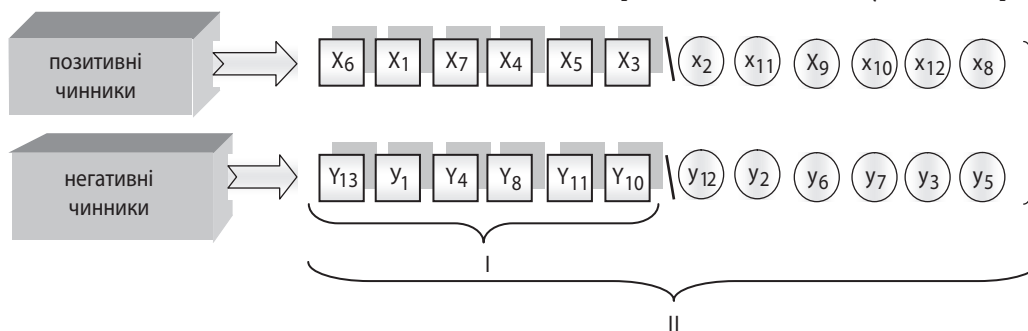 позитивні
чинники
X6 X1 X7 X4 X5 X3 \ x2 x11 X9 x10 x12 x8
негативні
чинники
Y13 y1 Y4 Y8 Y11 Y10 \ y12 y2 y6 y7 y3 y5
I
II